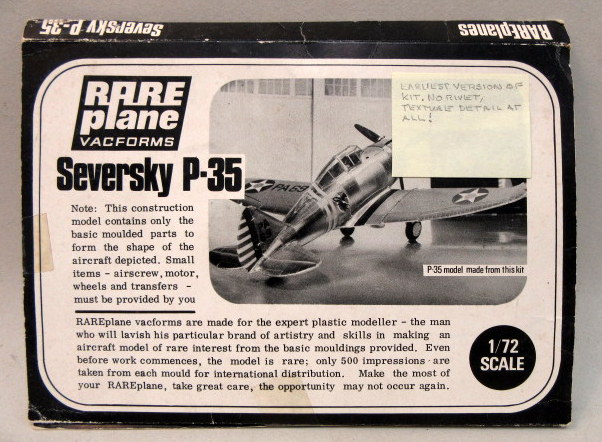 Seversky P-35
RAREplanes
RARE
plane
VACFORMS
Seversky P-35
EARLIEST VERSION OF
KIT. NO RIVET,
TEXTURE DETAIL AT
ALL!
PA69
P-35 model made from this kit
Note: This construction
model contains only the
basic moulded parts to
form the shape of the
aircraft depicted. Small
items - airscrew, motor,
wheels and transfers -
must be provided by you
RAREplane vacforms are made for the expert plastic modeller - the man
who will lavish his particular brand of artistry and skills in making an
aircraft model of rare interest from the basic mouldings provided. Even
before work commences, the model is rare; only 500 impressions are
taken from each mould for international distribution. Make the most of
your RAREplane, take great care, the opportunity may not occur again.
1/72
SCALE